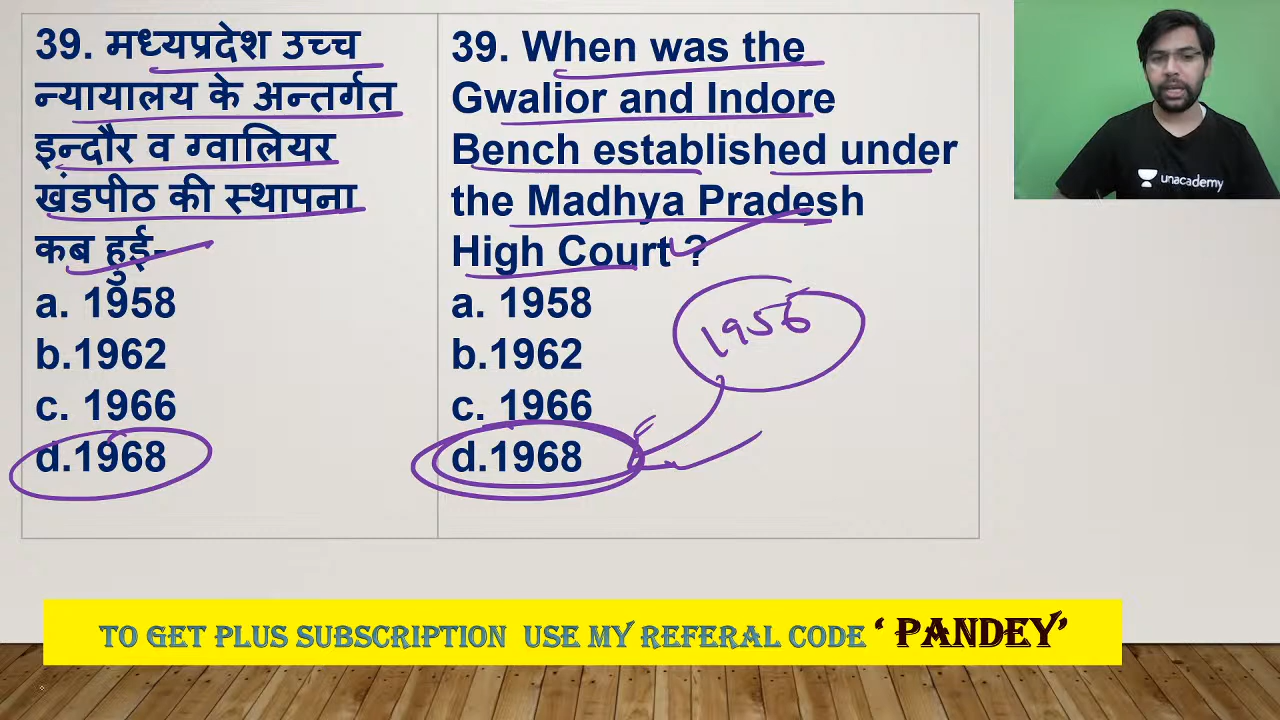 39. मध्यप्रदेश उच्च
न्यायालय के अन्तर्गत
इन्दौर व ग्वालियर
खंडपीठ की स्थापना
कब हुई-
a. 1958
b.1962
c. 1966
d.1968
39. When was the
Gwalior and Indore
Bench established under
the Madhya Pradesh
High Court ?
a. 1958
b.1962
c. 1966
d.1968
1956
unacademy
TO GET PLUS SUBSCRIPTION USE MY REFERAL CODE ‘ PANDEY’